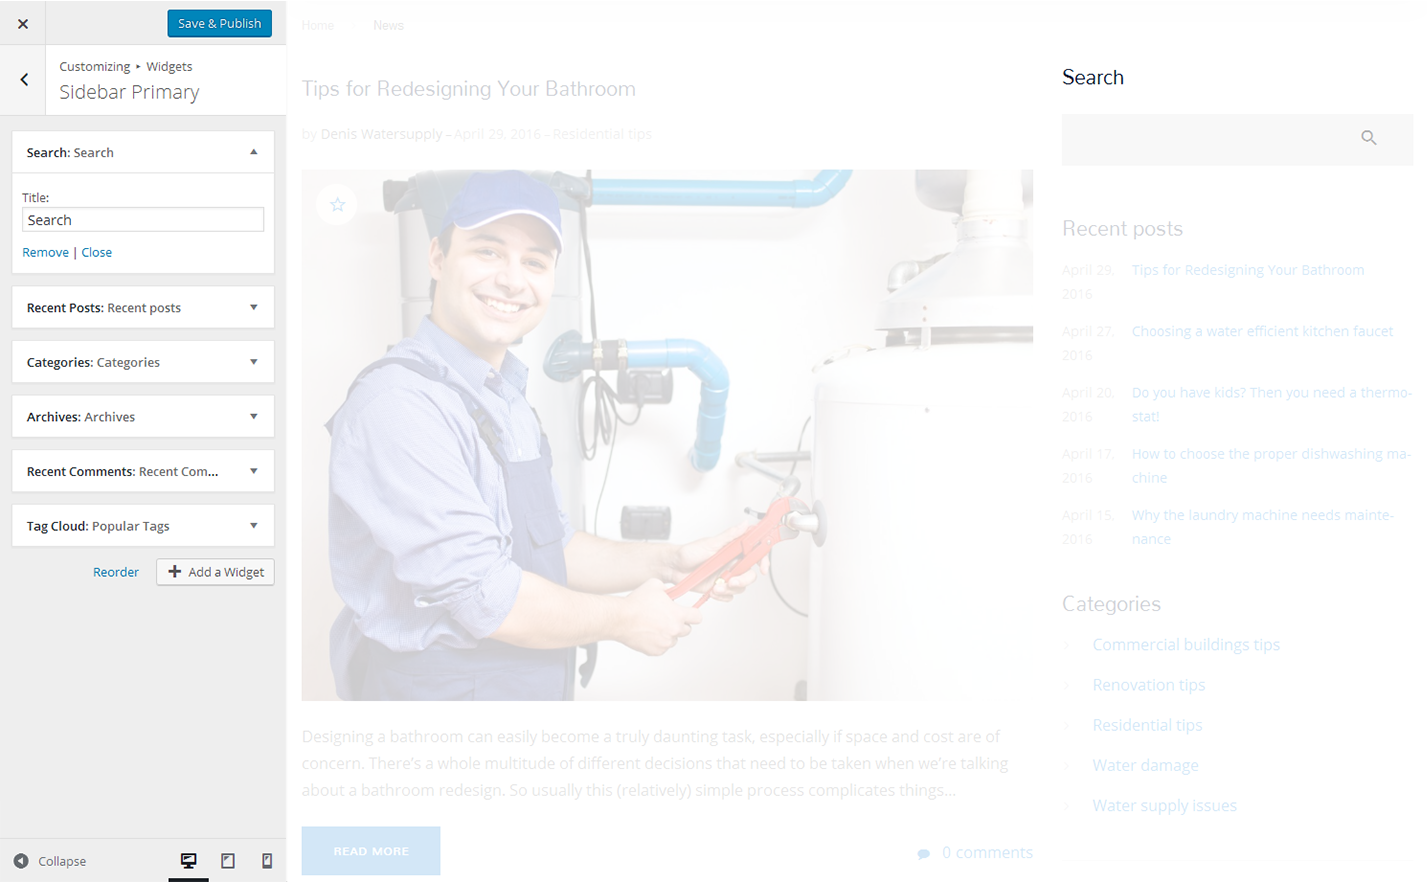 Save & Publish
Customizing ▸ Widgets
Sidebar Primary
Search: Search
Title:
Search
Remove | Close
Recent Posts: Recent posts
Categories: Categories
Archives: Archives
Recent Comments: Recent Com...
Tag Cloud: Popular Tags
Reorder
Add a Widget
Collapse
Home
News
Tips for Redesigning Your Bathroom
by Denis Watersupply – April 29, 2016 – Residential tips
Designing a bathroom can easily become a truly daunting task, especially if space and cost are of
concern. There's a whole multitude of different decisions that need to be taken when we're talking
about a bathroom redesign. So usually this (relatively) simple process complicates things...
READ MORE
0 comments
Search
Recent posts
April 29, 2016
Tips for Redesigning Your Bathroom
April 27, 2016
Choosing a water efficient kitchen faucet
April 20, 2016
Do you have kids? Then you need a thermo-
stat!
April 17, 2016
How to choose the proper dishwashing ma-
chine
April 15, 2016
Why the laundry machine needs mainte-
nance
Categories
Commercial buildings tips
Renovation tips
Residential tips
Water damage
Water supply issues